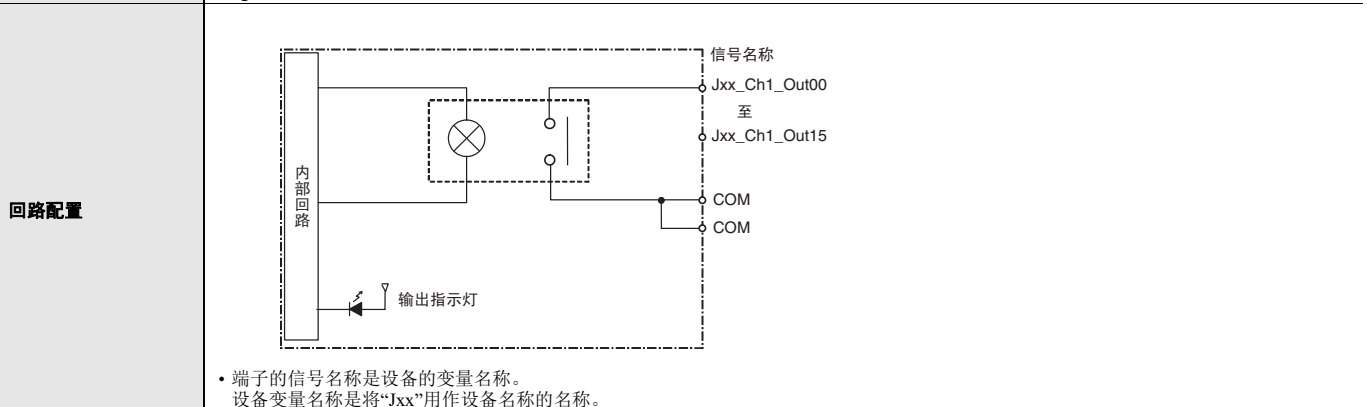 回路配置
信号名称
Jxx_Ch1_Out00
至
Jxx_Ch1_Out15
内部回路
COM
COM
输出指示灯
• 端子的信号名称是设备的变量名称。
设备变量名称是将“Jxx”用作设备名称的名称。